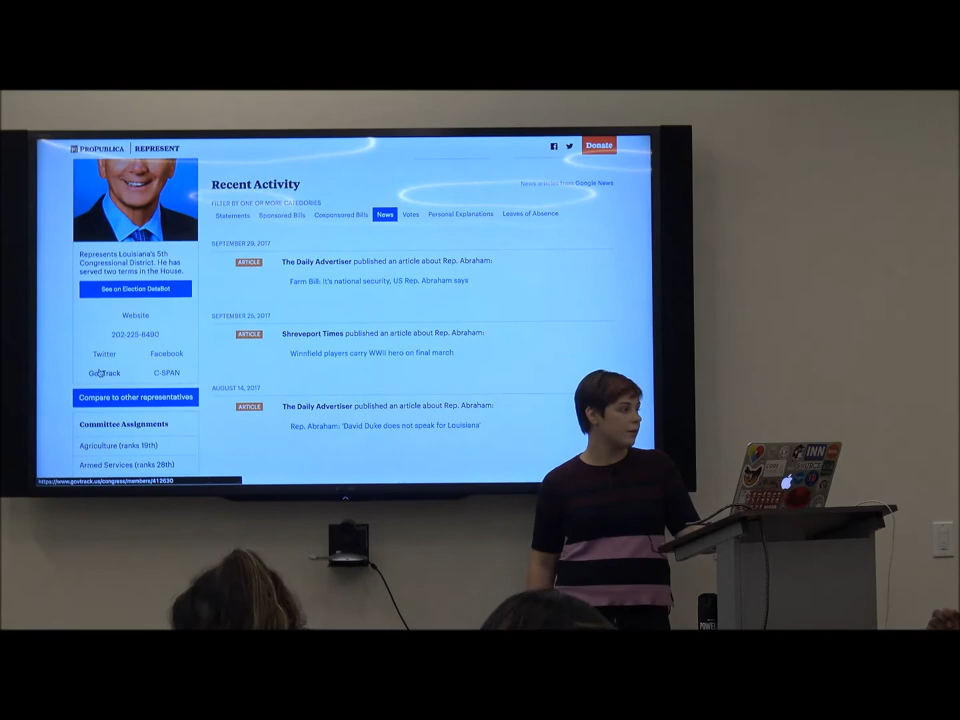 PROPUBLICA | REPRESENT
Donate
Represents Louisiana's 5th
Congressional District. He has
served two terms in the House.
See on Election DataBot
Website
202-225-8490
Twitter Facebook
GovTrack C-SPAN
Compare to other representatives
Committee Assignments
Agriculture (ranks 19th)
Armed Services (ranks 28th)
https://www.govtrack.us/congress/members/412630
Recent Activity
News articles from Google News
FILTER BY ONE OR MORE CATEGORIES
Statements Sponsored Bills Cosponsored Bills News Votes Personal Explanations Leaves of Absence
SEPTEMBER 29, 2017
ARTICLE The Daily Advertiser published an article about Rep. Abraham:
Farm Bill: It's national security, US Rep. Abraham says
SEPTEMBER 25, 2017
ARTICLE Shreveport Times published an article about Rep. Abraham:
Winnfield players carry WWII hero on final march
AUGUST 14, 2017
ARTICLE The Daily Advertiser published an article about Rep. Abraham:
Rep. Abraham: 'David Duke does not speak for Louisiana'
INN
POWE